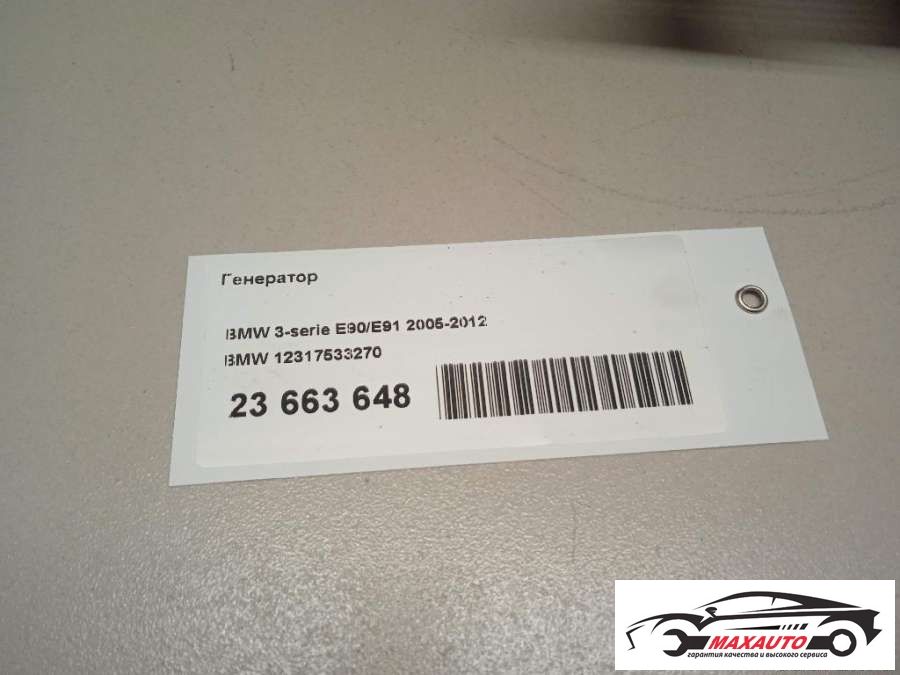 Генератор
BMW 3-serie E90/E91 2005-2012
BMW 12317533270
23 663 648
MAXAUTO
гарантия качества и высокого сервиса